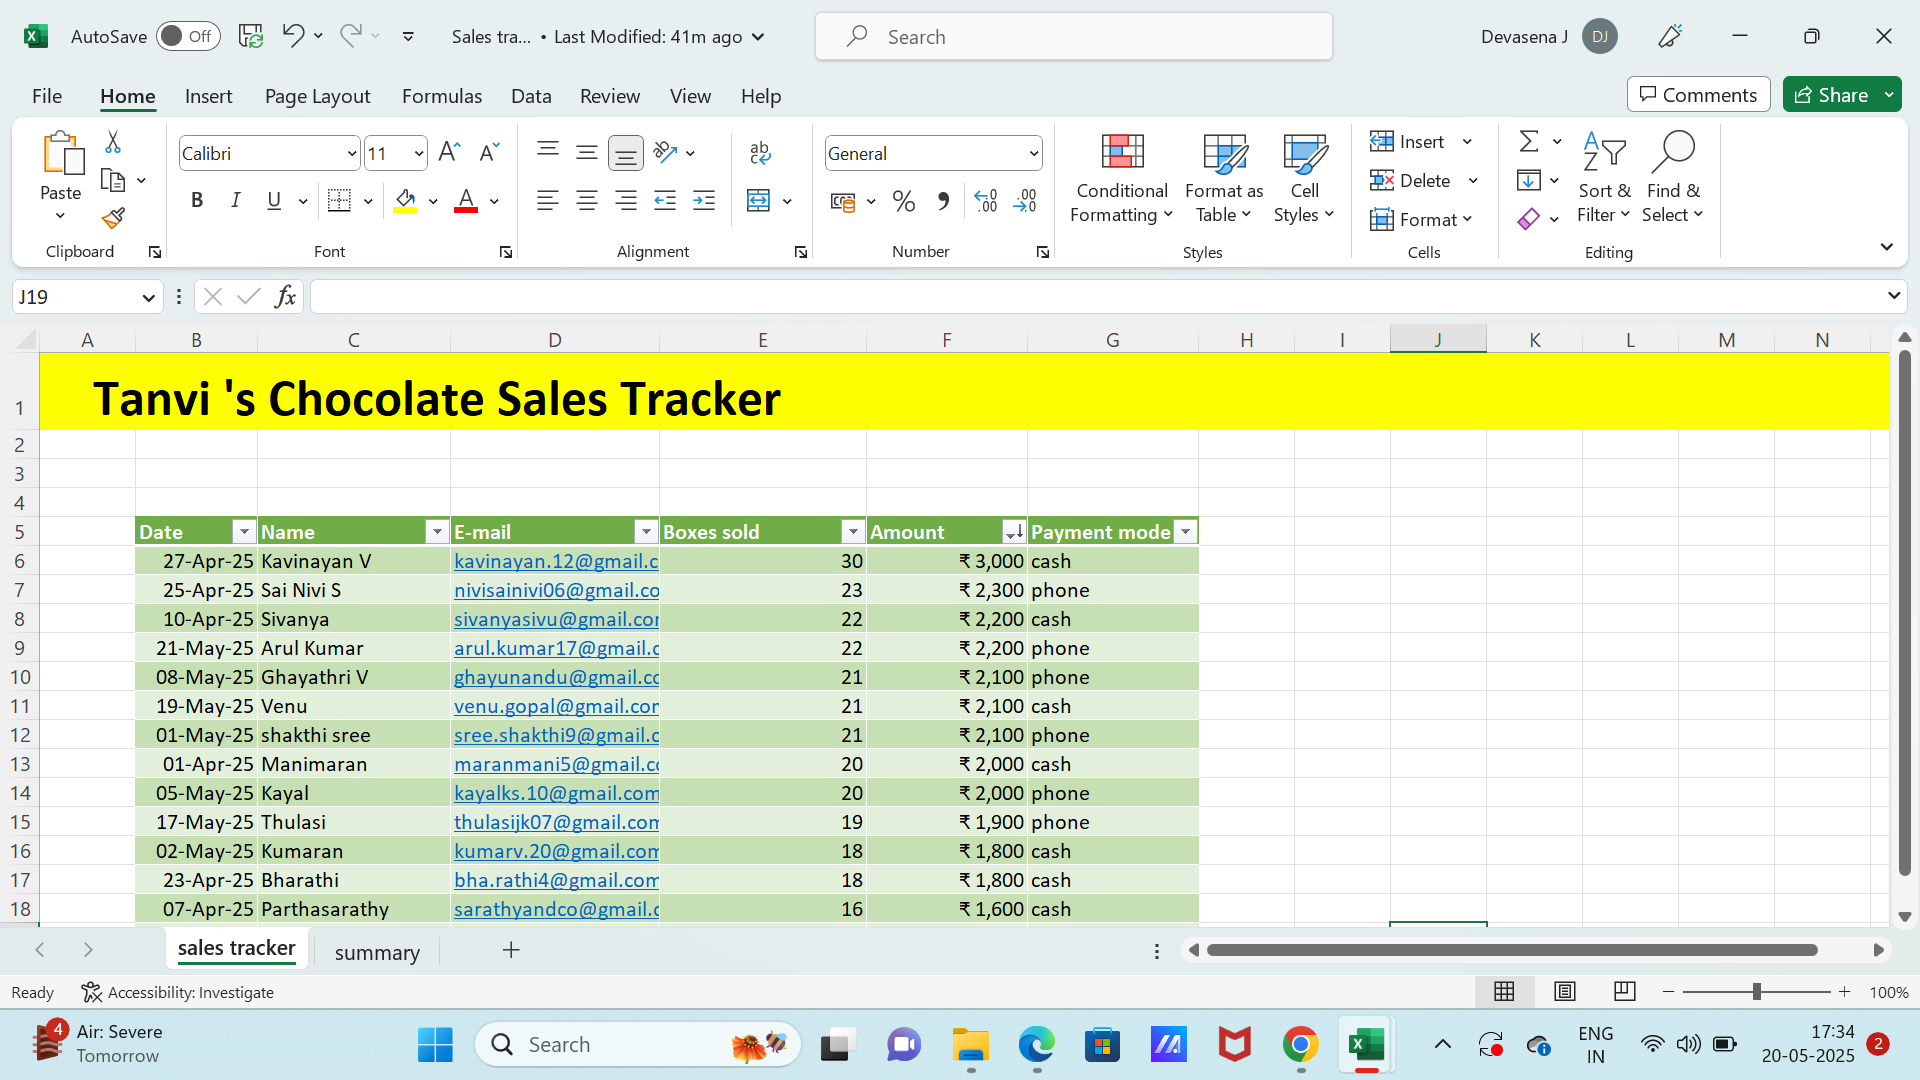 AutoSave Off Sales tra... • Last Modified: 41m ago Search Devasena J DJ
File Home Insert Page Layout Formulas Data Review View Help Comments Share
Paste Calibri 11 A A ab General Conditional Formatting Format as Table Cell Styles Insert Delete Format Sort & Filter Find & Select
B I U A % .00 .00
Clipboard Font Alignment Number Styles Cells Editing
J19 fx
A B C D E F G H I J K L M N
1 Tanvi 's Chocolate Sales Tracker
2
3
4
5 Date Name E-mail Boxes sold Amount Payment mode
6 27-Apr-25 Kavinayan V kavinayan.12@gmail.c 30 ₹ 3,000 cash
7 25-Apr-25 Sai Nivi S nivisainivi06@gmail.co 23 ₹ 2,300 phone
8 10-Apr-25 Sivanya sivanyasivu@gmail.cor 22 ₹ 2,200 cash
9 21-May-25 Arul Kumar arul.kumar17@gmail.c 22 ₹ 2,200 phone
10 08-May-25 Ghayathri V ghayunandu@gmail.cc 21 ₹ 2,100 phone
11 19-May-25 Venu venu.gopal@gmail.con 21 ₹ 2,100 cash
12 01-May-25 shakthi sree sree.shakthi9@gmail.c 21 ₹ 2,100 phone
13 01-Apr-25 Manimaran maranmani5@gmail.co 20 ₹ 2,000 cash
14 05-May-25 Kayal kayalks.10@gmail.com 20 ₹ 2,000 phone
15 17-May-25 Thulasi thulasijk07@gmail.com 19 ₹ 1,900 phone
16 02-May-25 Kumaran kumarv.20@gmail.com 18 ₹ 1,800 cash
17 23-Apr-25 Bharathi bha.rathi4@gmail.com 18 ₹ 1,800 cash
18 07-Apr-25 Parthasarathy sarathyandco@gmail.c 16 ₹ 1,600 cash
sales tracker summary
Ready Accessibility: Investigate 100%
4 Air: Severe
Tomorrow
Search
ENG
IN
17:34
20-05-2025
2